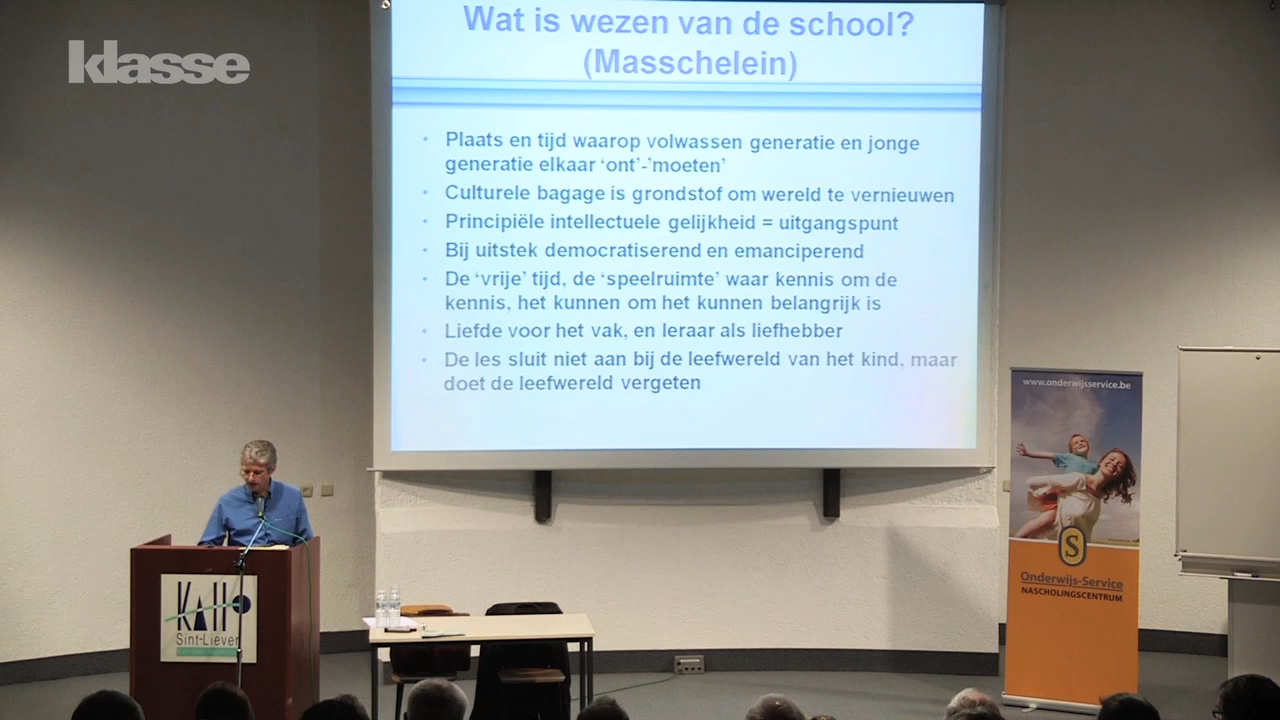 klasse
Wat is wezen van de school?
(Masschelein)
• Plaats en tijd waarop volwassen generatie en jonge
generatie elkaar ‘ont’-’moeten’
• Culturele bagage is grondstof om wereld te vernieuwen
• Principiële intellectuele gelijkheid = uitgangspunt
• Bij uitstek democratiserend en emanciperend
• De ‘vrije’ tijd, de ‘speelruimte’ waar kennis om de
kennis, het kunnen om het kunnen belangrijk is
• Liefde voor het vak, en leraar als liefhebber
• De les sluit niet aan bij de leefwereld van het kind, maar
doet de leefwereld vergeten
www.onderwijsservice.be
S
Onderwijs-Service
NASCHOLINGSCENTRUM
KAHO
Sint-Lieven